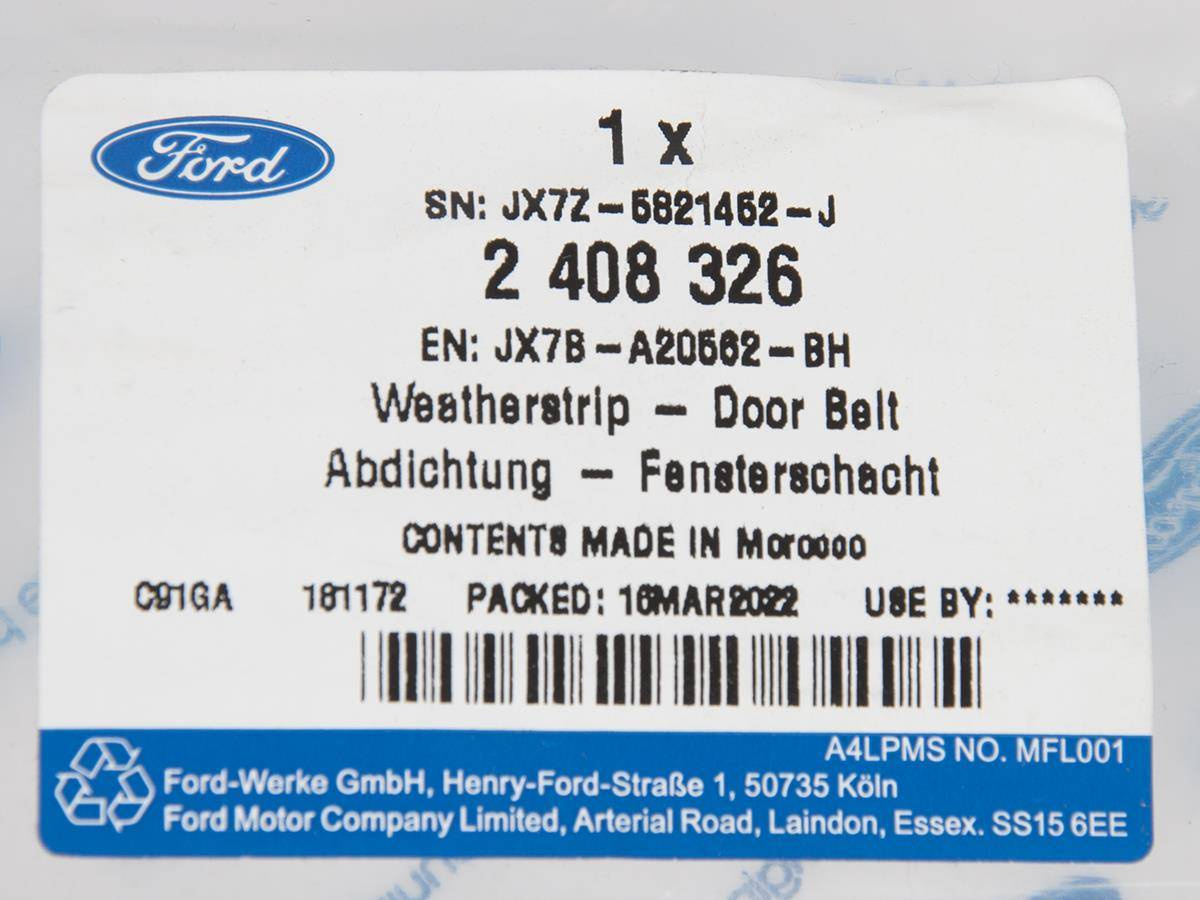 Ford
1 x
SN: JX7Z-5821452-J
2 408 326
EN: JX7B-A20562-BH
Weatherstrip - Door Belt
Abdichtung - Fensterschacht
CONTENTS MADE IN Morocco
C91GA 181172 PACKED: 16MAR2022 USE BY: *******
A4LPMS NO. MFL001
Ford-Werke GmbH, Henry-Ford-Straße 1, 50735 Köln
Ford Motor Company Limited, Arterial Road, Laindon, Essex. SS15 6EE